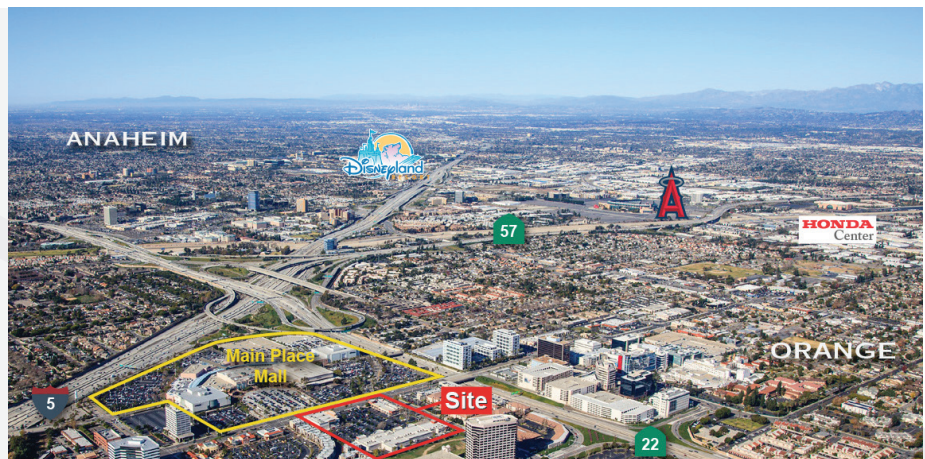 ANAHEIM
Disneyland
A
57
HONDA
Center
Main Place
Mall
ORANGE
5
Site
22